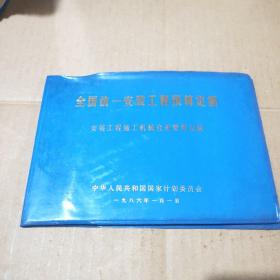 全国统一安装工程预算定额
安装工程施工机械台班费用定额
中华人民共和国国家计划委员会
一九八六年一月一日